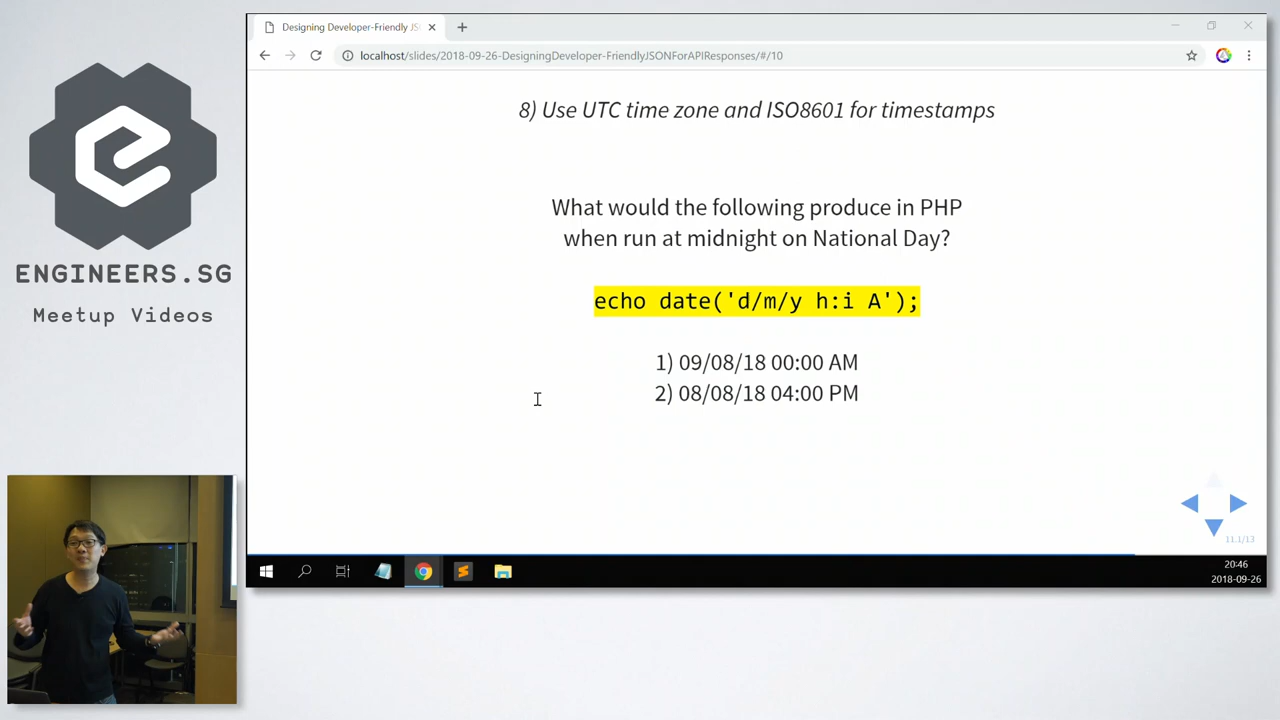 Designing Developer-Friendly JS
localhost/slides/2018-09-26-DesigningDeveloper-FriendlyJSONForAPIResponses/#/10
8) Use UTC time zone and ISO8601 for timestamps
What would the following produce in PHP
when run at midnight on National Day?
echo date('d/m/y h:i A');
1) 09/08/18 00:00 AM
2) 08/08/18 04:00 PM
11.1/13
20:46
2018-09-26
ENGINEERS.SG
Meetup Videos